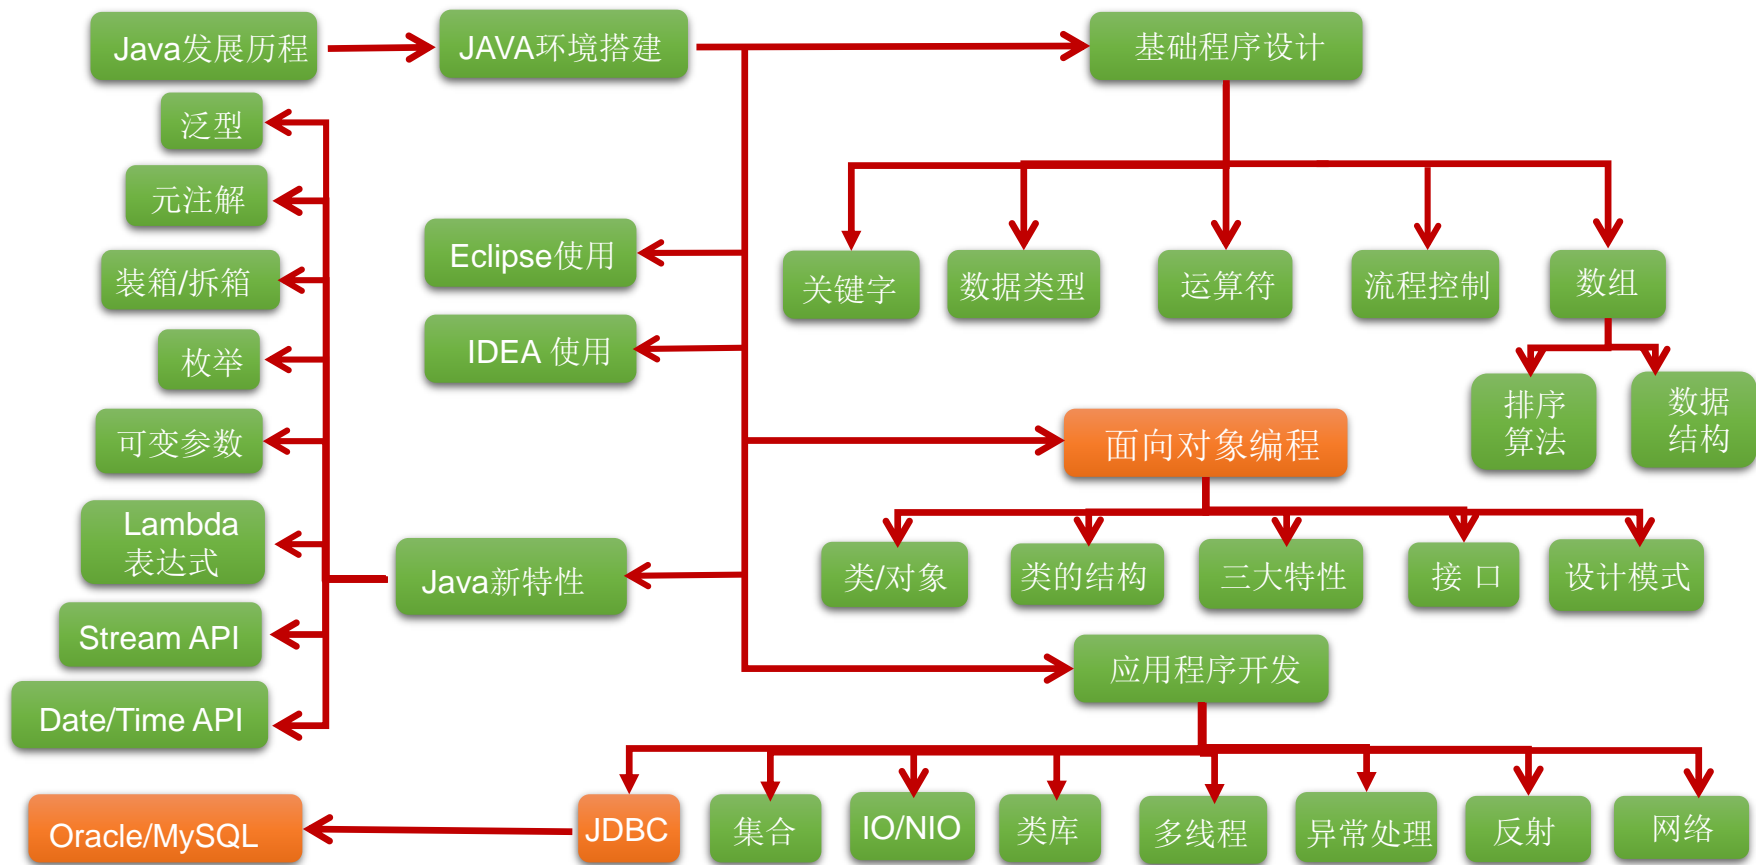 Java发展历程
JAVA环境搭建
基础程序设计
泛型
元注解
装箱/拆箱
枚举
可变参数
Lambda
表达式
Stream API
Date/Time API
Eclipse使用
IDEA 使用
Java新特性
关键字
数据类型
运算符
流程控制
数组
排序
算法
数据
结构
面向对象编程
类/对象
类的结构
三大特性
接 口
设计模式
应用程序开发
Oracle/MySQL
JDBC
集合
IO/NIO
类库
多线程
异常处理
反射
网络